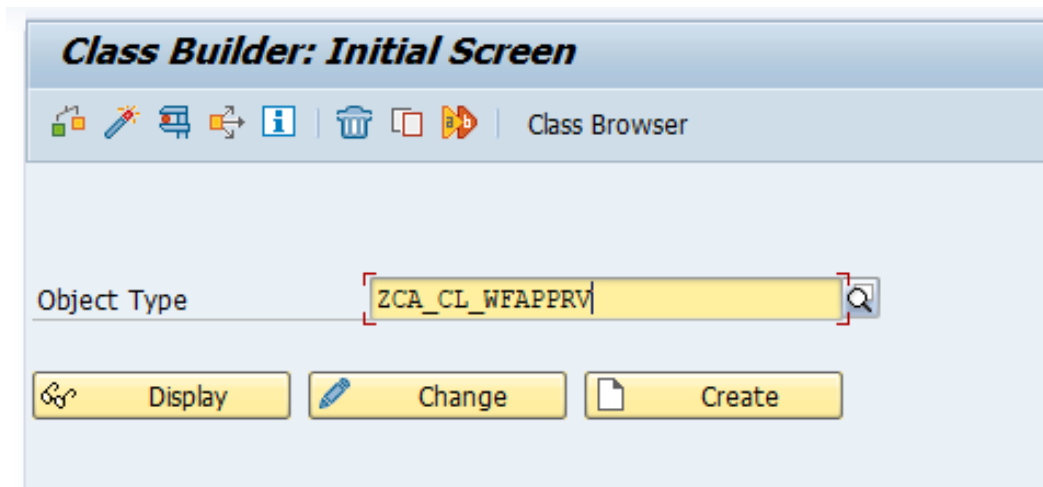 Class Builder: Initial Screen
Class Browser
Object Type ZCA_CL_WFAPPRV
Display Change Create